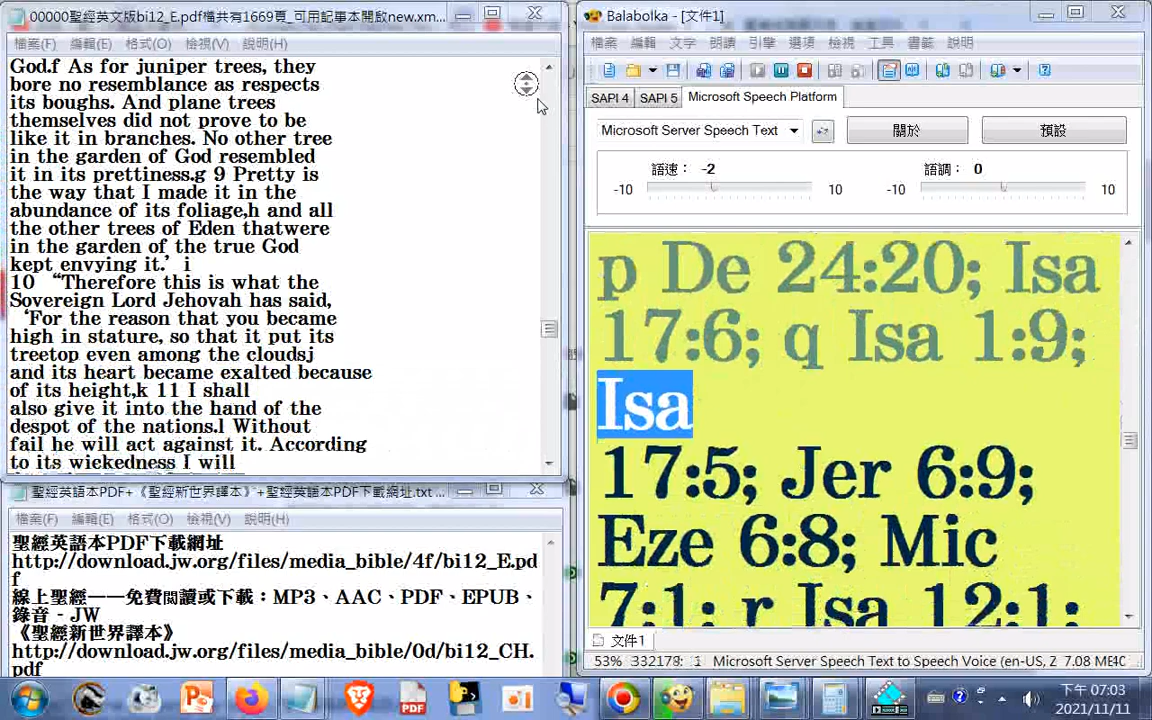 00000聖經英文版bi12_E.pdf檔共有1669頁_可用記事本開啟new.xm...
檔案(F) 編輯(E) 格式(O) 檢視(V) 說明(H)
God.f As for juniper trees, they
bore no resemblance as respects
its boughs. And plane trees
themselves did not prove to be
like it in branches. No other tree
in the garden of God resembled
it in its prettiness.g 9 Pretty is
the way that I made it in the
abundance of its foliage,h and all
the other trees of Eden thatwere
in the garden of the true God
kept envying it.’ i
10 “Therefore this is what the
Sovereign Lord Jehovah has said,
‘For the reason that you became
high in stature, so that it put its
treetop even among the cloudsj
and its heart became exalted because
of its height,k 11 I shall
also give it into the hand of the
despot of the nations.l Without
fail he will act against it. According
to its wickedness I will
聖經英語本PDF+《聖經新世界譯本》+聖經英語本PDF下載網址.txt ...
檔案(F) 編輯(E) 格式(O) 檢視(V) 說明(H)
聖經英語本PDF下載網址
http://download.jw.org/files/media_bible/4f/bi12_E.pd
f
線上聖經——免費閱讀或下載：MP3、AAC、PDF、EPUB、
錄音 - JW
《聖經新世界譯本》
http://download.jw.org/files/media_bible/0d/bi12_CH.
pdf
Balabolka - [文件1]
檔案 編輯 文字 朗讀 引擎 選項 檢視 工具 書籤 說明
SAPI 4 SAPI 5 Microsoft Speech Platform
Microsoft Server Speech Text 關於 預設
語速： -2 語調： 0
-10 10 -10 10
p De 24:20; Isa
17:6; q Isa 1:9;
Isa
17:5; Jer 6:9;
Eze 6:8; Mic
7:1; r Isa 12:1;
文件1
53% 332178: 1 Microsoft Server Speech Text to Speech Voice (en-US, Z 7.08 ME
下午 07:03
2021/11/11